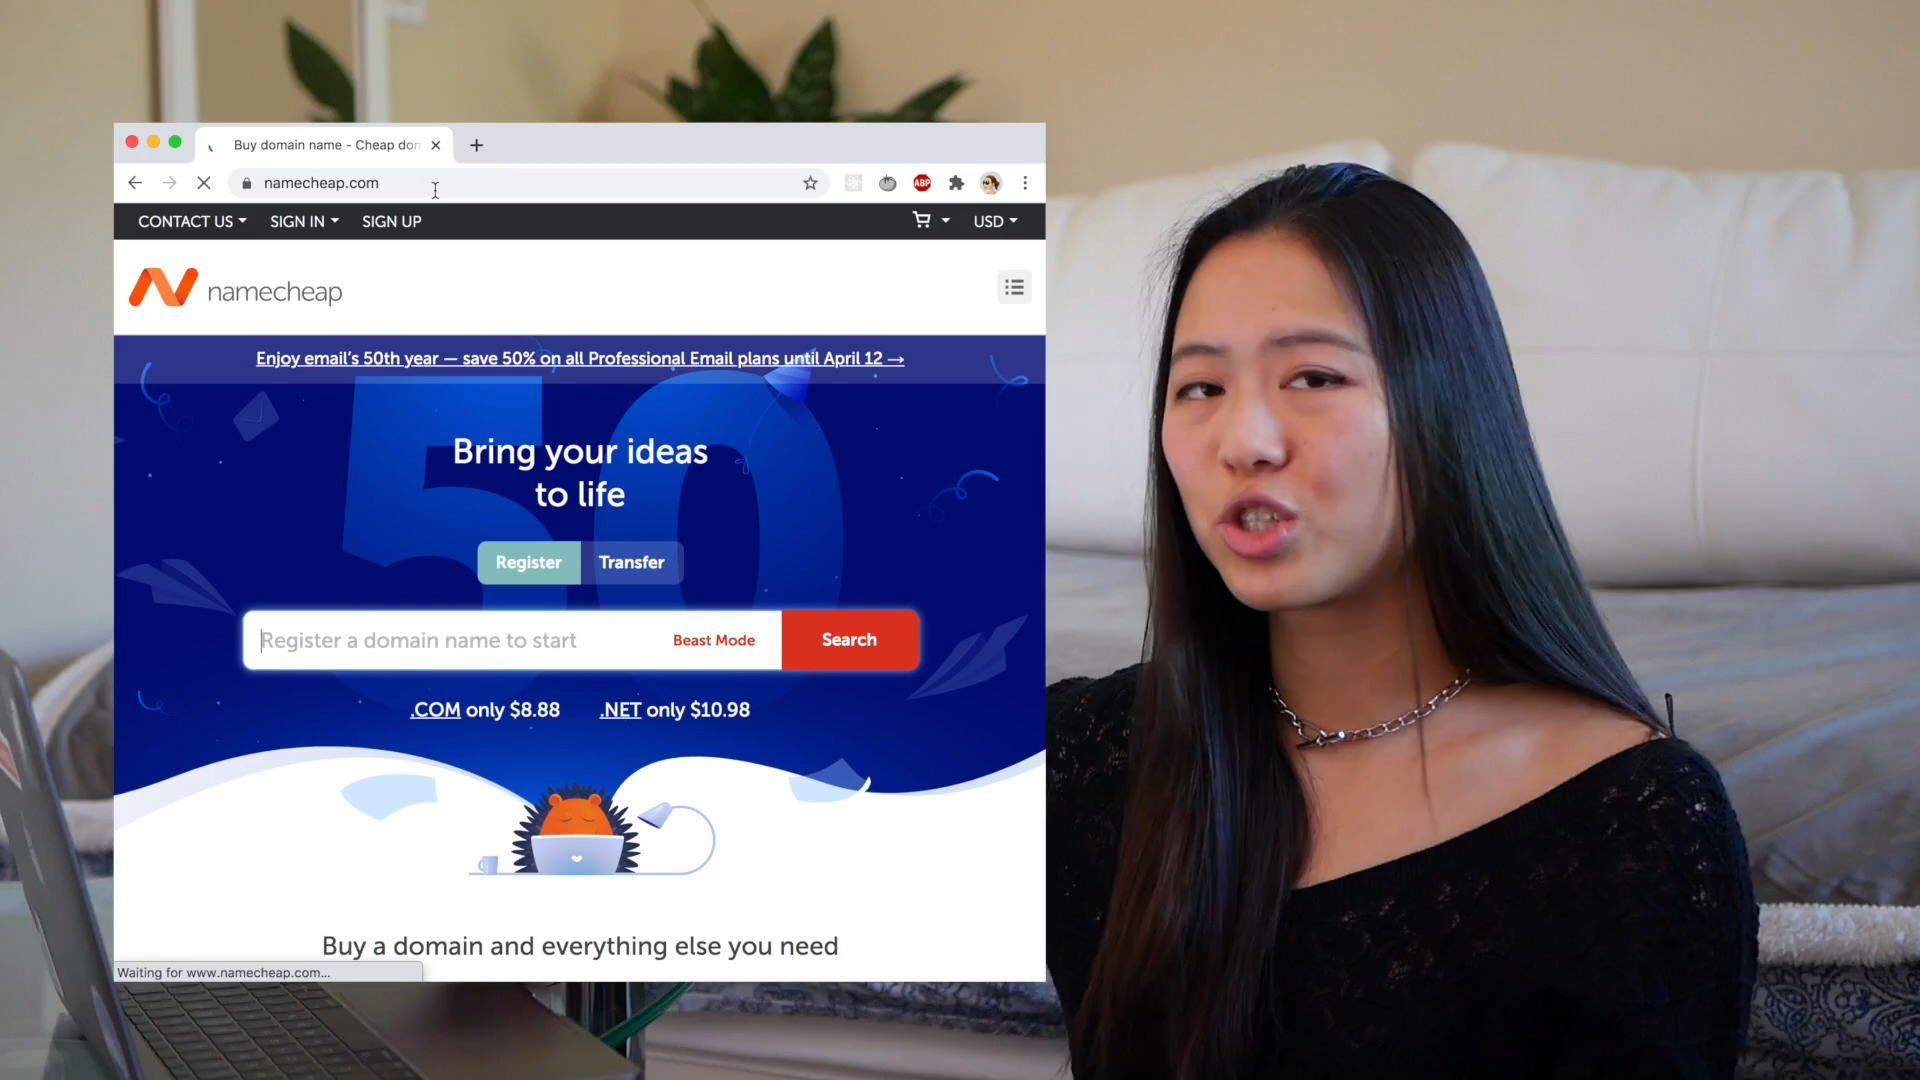 Buy domain name - Cheap don
namecheap.com
ABP
CONTACT US
SIGN IN
SIGN UP
USD
namecheap
Enjoy email's 50th year — save 50% on all Professional Email plans until April 12 →
50
Bring your ideas
to life
Register
Transfer
Register a domain name to start
Beast Mode
Search
.COM only $8.88
.NET only $10.98
Buy a domain and everything else you need
Waiting for www.namecheap.com...